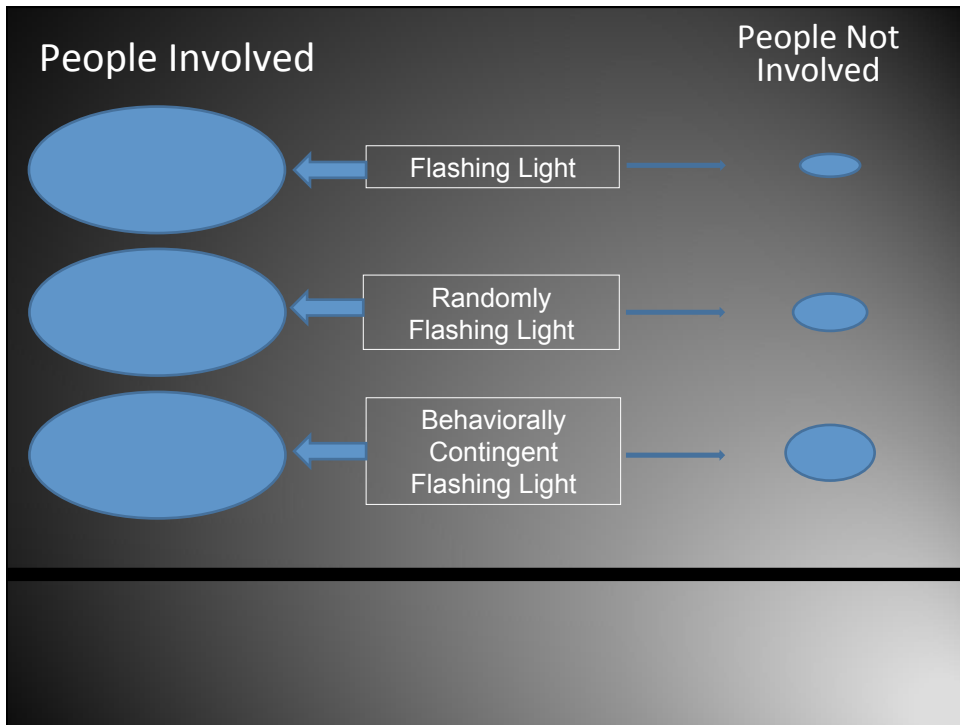 People Involved
People Not
Involved
Flashing Light
Randomly
Flashing Light
Behaviorally
Contingent
Flashing Light